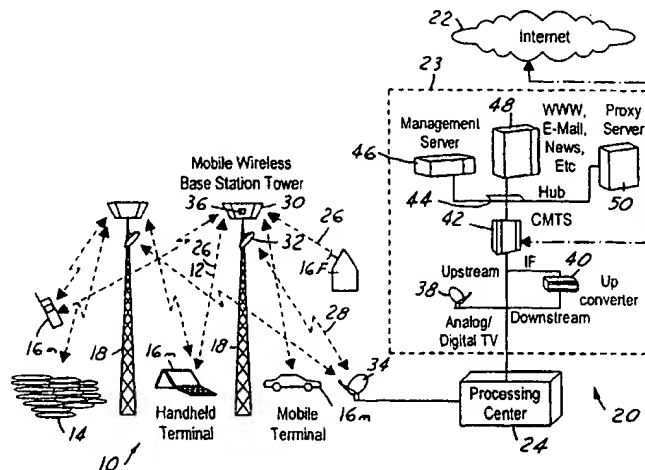 22
Internet
23
48
WWW,
E-Mail,
News,
Etc
Proxy
Server
Management
Server
46
44
Hub
50
42
CMTS
IF
40
Upstream
Up
converter
38
Downstream
Analog/
Digital TV
Processing
Center
24
20
Mobile Wireless
Base Station Tower
36
30
26
32
26
12
16F
28
16m
18
16m
18
34
14
Handheld
Terminal
Mobile
Terminal
16m
10